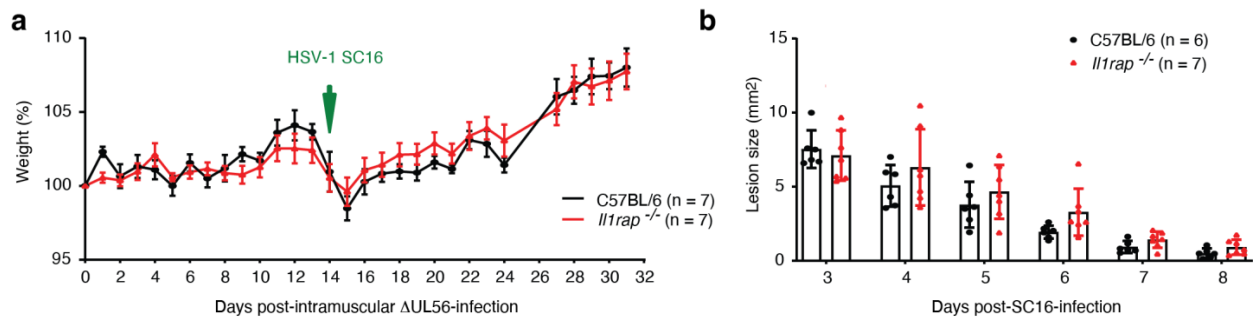 a
110
105
100
95
Weight (%)
HSV-1 SC16
C57BL/6 (n = 7)
Il1rap -/- (n = 7)
0 2 4 6 8 10 12 14 16 18 20 22 24 26 28 30 32
Days post-intramuscular ΔUL56-infection
b
15
10
5
0
Lesion size (mm2)
C57BL/6 (n = 6)
Il1rap -/- (n = 7)
3 4 5 6 7 8
Days post-SC16-infection